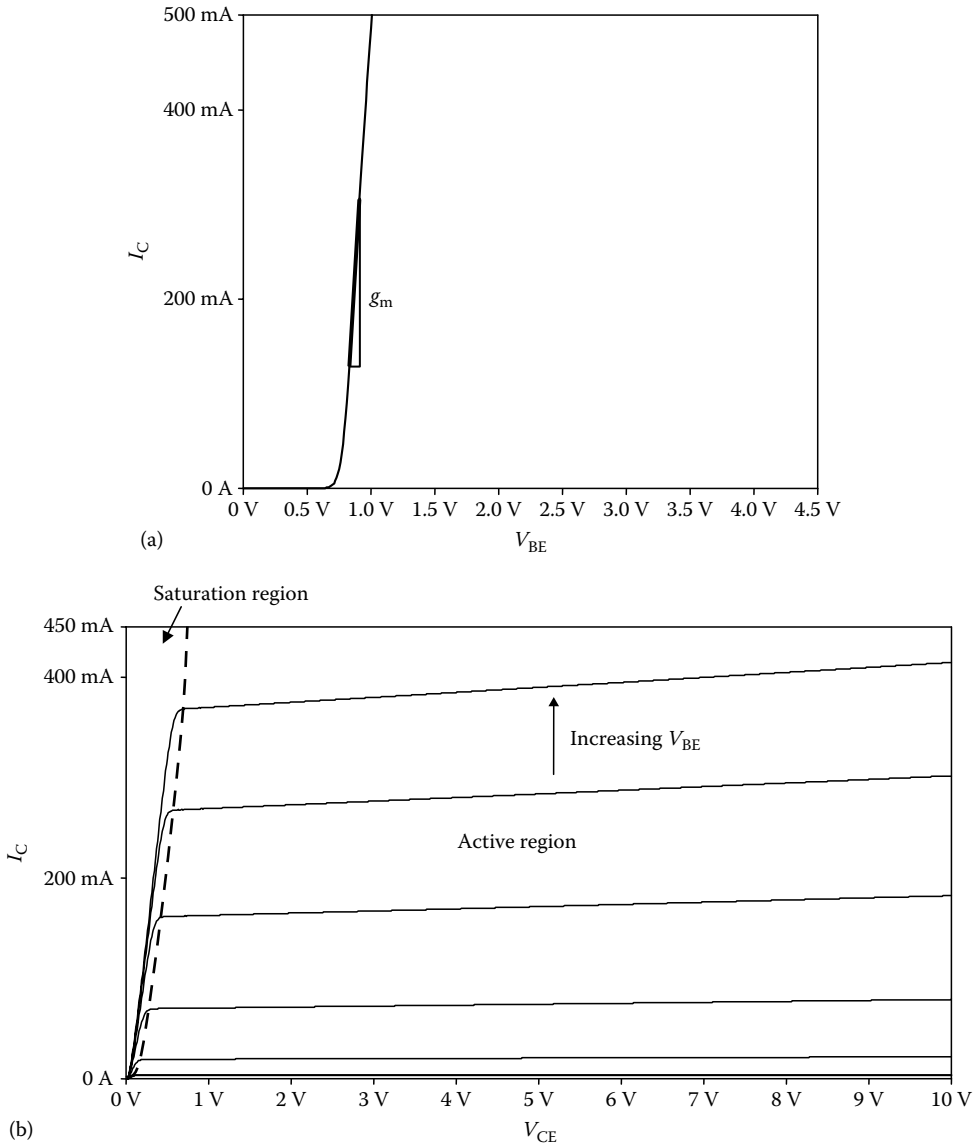 500 mA
400 mA
I_C
200 mA
g_m
0 A
0 V 0.5 V 1.0 V 1.5 V 2.0 V 2.5 V 3.0 V 3.5 V 4.0 V 4.5 V
(a)
V_BE
Saturation region
450 mA
400 mA
Increasing V_BE
Active region
I_C
200 mA
0 A
0 V 1 V 2 V 3 V 4 V 5 V 6 V 7 V 8 V 9 V 10 V
(b)
V_CE